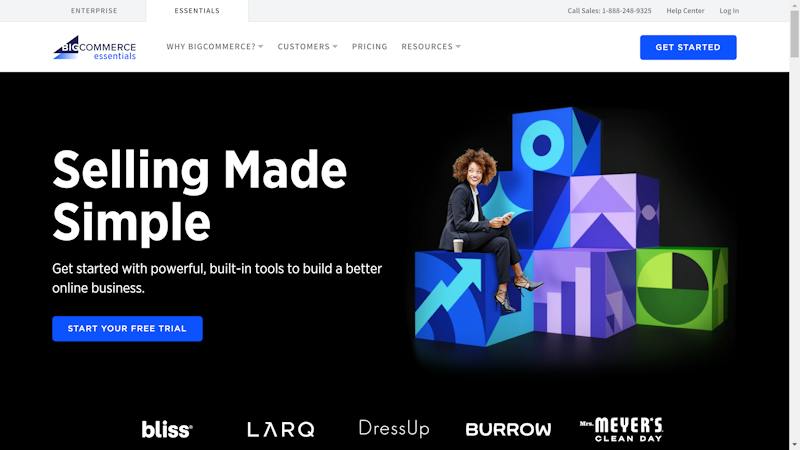 ENTERPRISE
ESSENTIALS
Call Sales: 1-888-248-9325
Help Center
Log In
BIGCOMMERCE
essentials
WHY BIGCOMMERCE?
CUSTOMERS
PRICING
RESOURCES
GET STARTED
Selling Made
Simple
Get started with powerful, built-in tools to build a better
online business.
START YOUR FREE TRIAL
bliss®
LARQ
DressUp
BURROW
Mrs. MEYER'S
CLEAN DAY